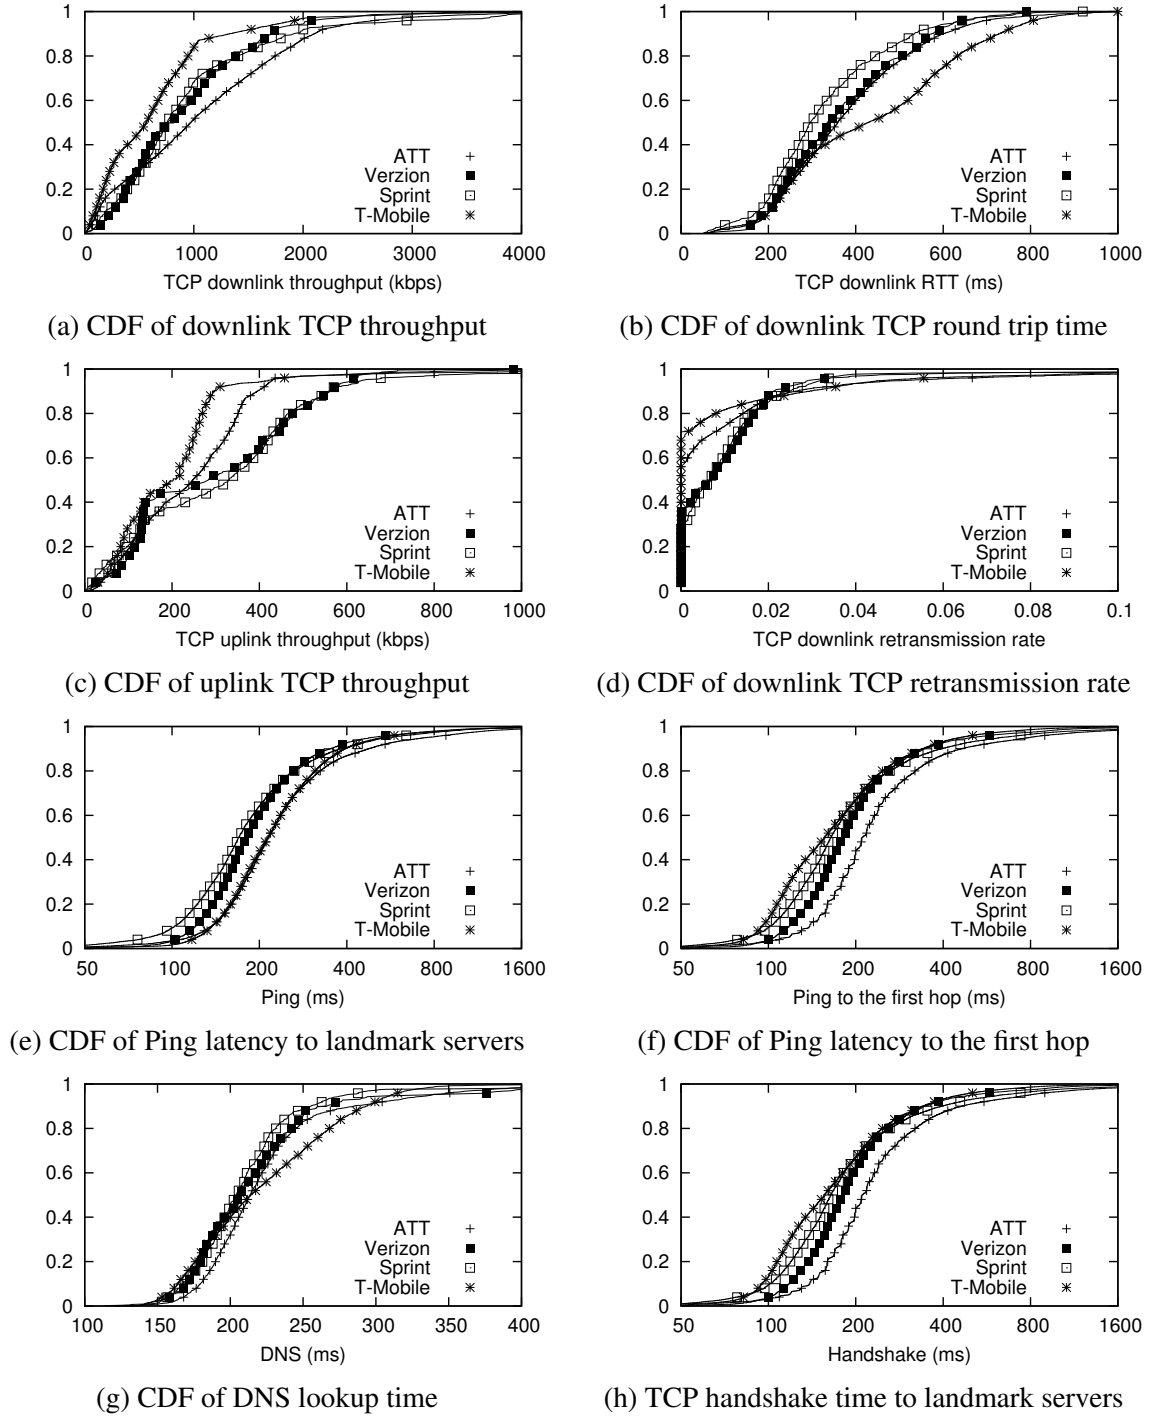 1
0.8
0.6
0.4
0.2
0
0 1000 2000 3000 4000
TCP downlink throughput (kbps)
ATT
Verzion
Sprint
T-Mobile
(a) CDF of downlink TCP throughput
1
0.8
0.6
0.4
0.2
0
0 200 400 600 800 1000
TCP downlink RTT (ms)
ATT
Verzion
Sprint
T-Mobile
(b) CDF of downlink TCP round trip time
1
0.8
0.6
0.4
0.2
0
0 200 400 600 800 1000
TCP uplink throughput (kbps)
ATT
Verzion
Sprint
T-Mobile
(c) CDF of uplink TCP throughput
1
0.8
0.6
0.4
0.2
0
0 0.02 0.04 0.06 0.08 0.1
TCP downlink retransmission rate
ATT
Verzion
Sprint
T-Mobile
(d) CDF of downlink TCP retransmission rate
1
0.8
0.6
0.4
0.2
0
50 100 200 400 800 1600
Ping (ms)
ATT
Verizon
Sprint
T-Mobile
(e) CDF of Ping latency to landmark servers
1
0.8
0.6
0.4
0.2
0
50 100 200 400 800 1600
Ping to the first hop (ms)
ATT
Verizon
Sprint
T-Mobile
(f) CDF of Ping latency to the first hop
1
0.8
0.6
0.4
0.2
0
100 150 200 250 300 350 400
DNS (ms)
ATT
Verizon
Sprint
T-Mobile
(g) CDF of DNS lookup time
1
0.8
0.6
0.4
0.2
0
50 100 200 400 800 1600
Handshake (ms)
ATT
Verizon
Sprint
T-Mobile
(h) TCP handshake time to landmark servers